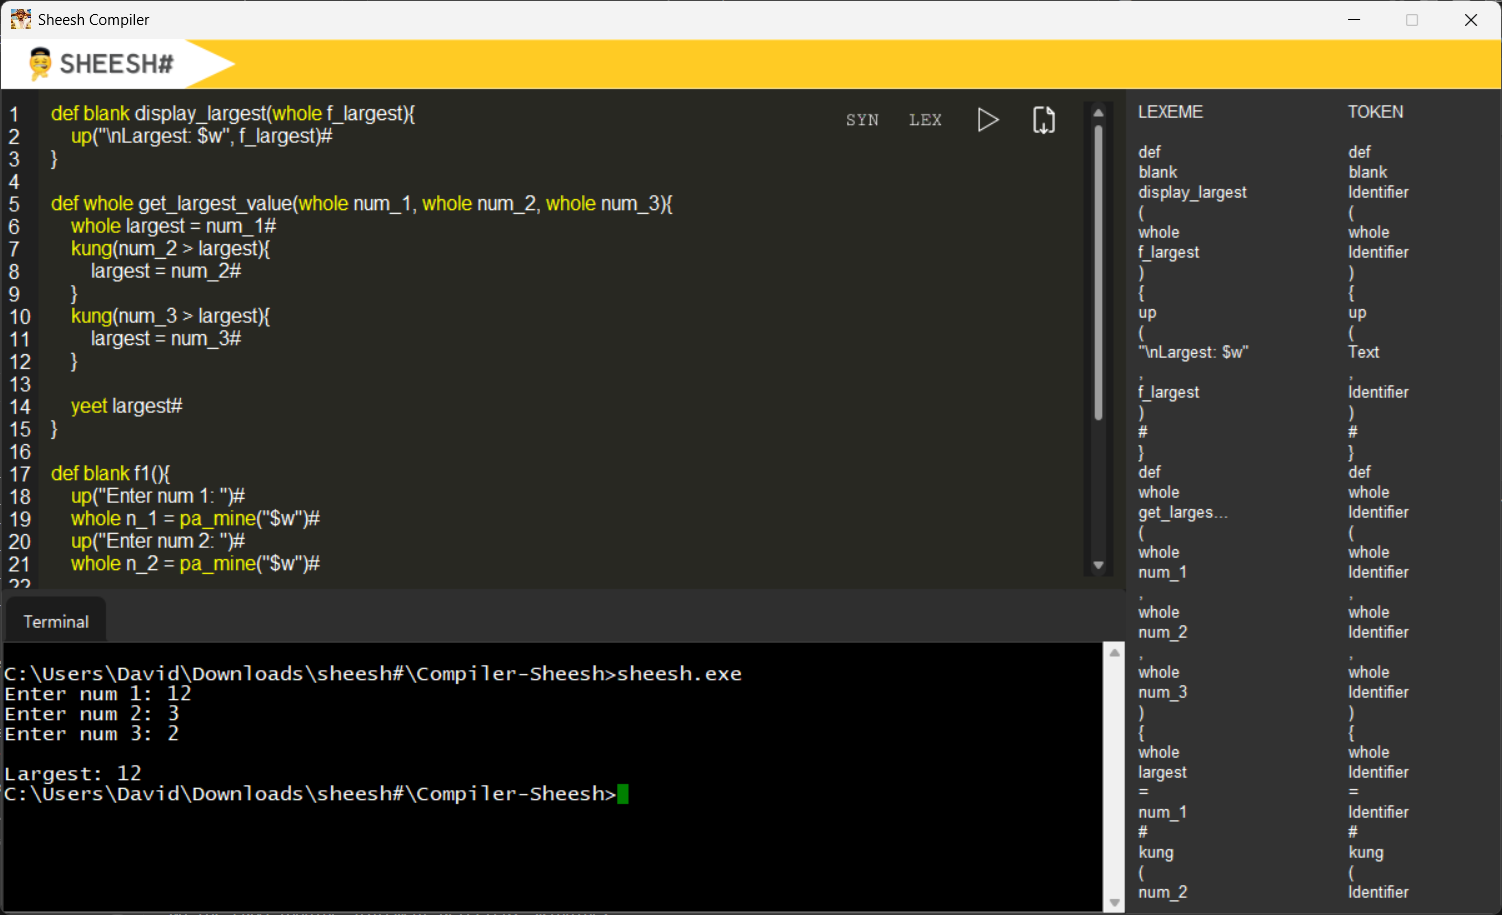 Sheesh Compiler
SHEESH#
SYN LEX
1 def blank display_largest(whole f_largest){
2 up("\nLargest: $w", f_largest)#
3 }
4
5 def whole get_largest_value(whole num_1, whole num_2, whole num_3){
6 whole largest = num_1#
7 kung(num_2 > largest){
8 largest = num_2#
9 }
10 kung(num_3 > largest){
11 largest = num_3#
12 }
13
14 yeet largest#
15 }
16
17 def blank f1(){
18 up("Enter num 1: ")#
19 whole n_1 = pa_mine("$w")#
20 up("Enter num 2: ")#
21 whole n_2 = pa_mine("$w")#
22
Terminal
C:\Users\David\Downloads\sheesh#\Compiler-Sheesh>sheesh.exe
Enter num 1: 12
Enter num 2: 3
Enter num 3: 2
Largest: 12
C:\Users\David\Downloads\sheesh#\Compiler-Sheesh>
LEXEME TOKEN
def def
blank blank
display_largest Identifier
( (
whole whole
f_largest Identifier
) )
{ {
up up
( (
"\nLargest: $w" Text
, ,
f_largest Identifier
) )
# #
} }
def def
whole whole
get_larges... Identifier
( (
whole whole
num_1 Identifier
, ,
whole whole
num_2 Identifier
, ,
whole whole
num_3 Identifier
) )
{ {
whole whole
largest Identifier
= =
num_1 Identifier
# #
kung kung
( (
num_2 Identifier